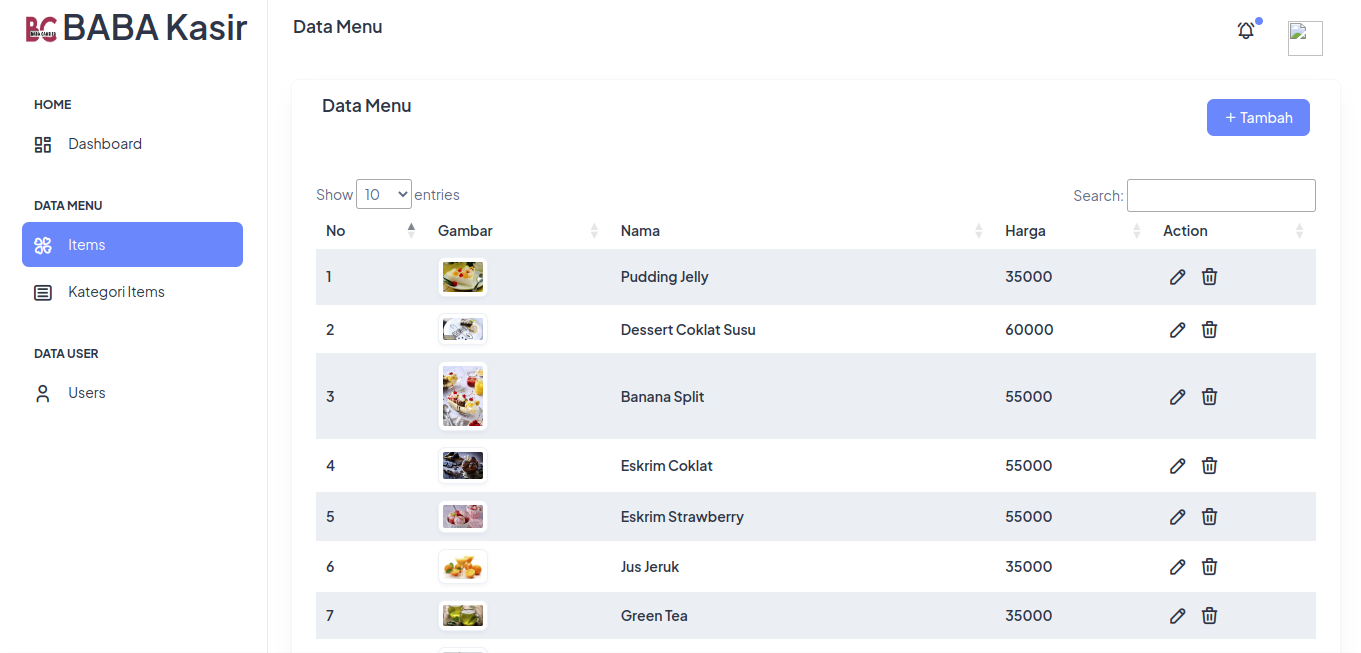 BC BABA Kasir
Data Menu
HOME
Dashboard
DATA MENU
Items
Kategori Items
DATA USER
Users
Data Menu
+ Tambah
Show 10 entries
Search:
No Gambar Nama Harga Action
1 Pudding Jelly 35000
2 Dessert Coklat Susu 60000
3 Banana Split 55000
4 Eskrim Coklat 55000
5 Eskrim Strawberry 55000
6 Jus Jeruk 35000
7 Green Tea 35000